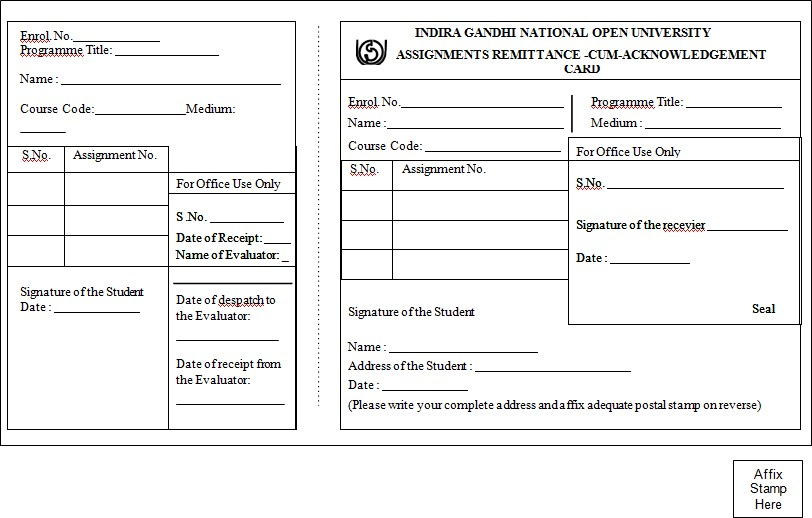 Enrol. No.
Programme Title:
Name :
Course Code: Medium:
S.No. Assignment No.
For Office Use Only
S .No.
Date of Receipt:
Name of Evaluator:
Signature of the Student
Date :
Date of despatch to
the Evaluator:
Date of receipt from
the Evaluator:
INDIRA GANDHI NATIONAL OPEN UNIVERSITY
ASSIGNMENTS REMITTANCE -CUM-ACKNOWLEDGEMENT
CARD
Enrol. No. Programme Title:
Name : Medium :
Course Code:
S.No. Assignment No.
For Office Use Only
S.No.
Signature of the recevier
Date :
Seal
Signature of the Student
Name :
Address of the Student :
Date :
(Please write your complete address and affix adequate postal stamp on reverse)
Affix
Stamp
Here